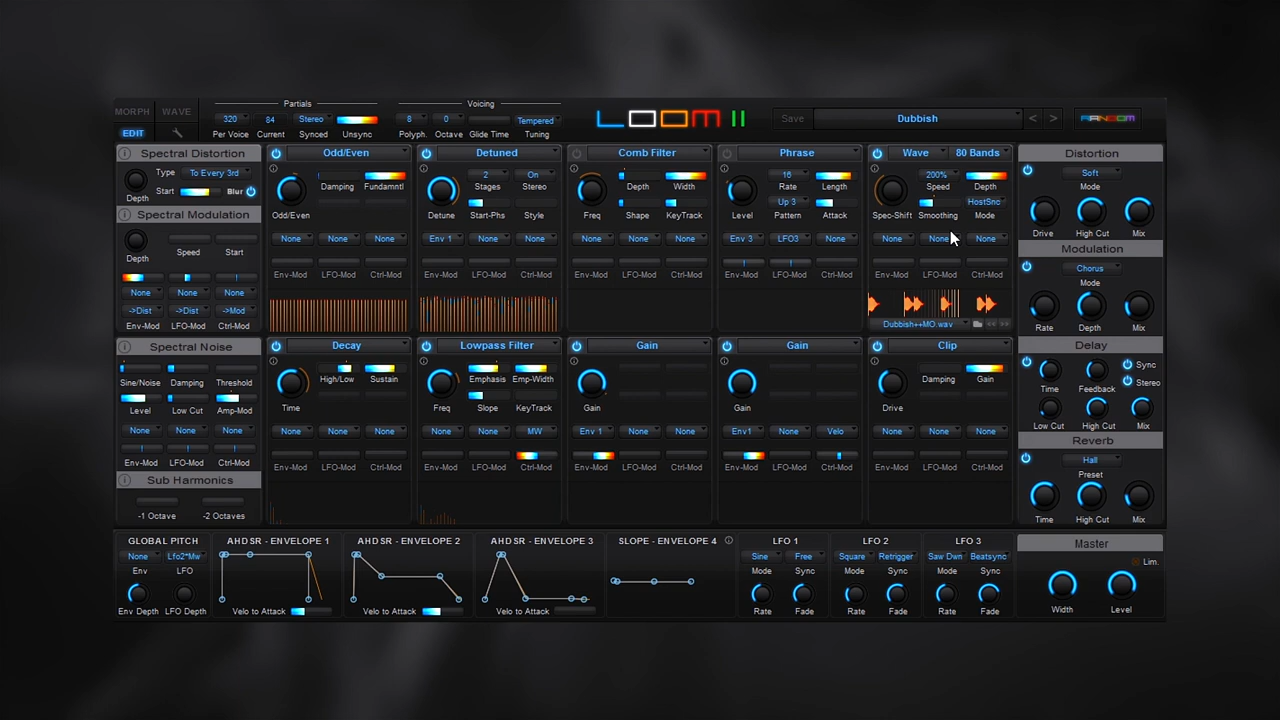 MORPH WAVE
EDIT
Partials
320 84 Stereo
Per Voice Current Synced Unsync
Voicing
8 0 Tempered
Polyph. Octave Glide Time Tuning
LOOM II
Save Dubbish < > RANDOM
Spectral Distortion
Type To Every 3rd
Start Blur
Depth
Spectral Modulation
Depth Speed Start
None None None
->Dist ->Dist ->Mod
Env-Mod LFO-Mod Ctrl-Mod
Odd/Even
Damping Fundamntl
Odd/Even
None None None
Env-Mod LFO-Mod Ctrl-Mod
Detuned
2 On
Stages Stereo
Detune Start-Phs Style
Env 1 None None
Env-Mod LFO-Mod Ctrl-Mod
Comb Filter
Depth Width
Freq Shape KeyTrack
None None None
Env-Mod LFO-Mod Ctrl-Mod
Phrase
16
Rate Length
Up 3
Level Pattern Attack
Env 3 LFO3 None
Env-Mod LFO-Mod Ctrl-Mod
Wave 80 Bands
200%
Speed Depth
HostSnc
Spec-Shift Smoothing Mode
None None None
Env-Mod LFO-Mod Ctrl-Mod
Dubbish++MO.wav
Distortion
Soft
Mode
Drive High Cut Mix
Modulation
Chorus
Mode
Rate Depth Mix
Spectral Noise
Sine/Noise Damping Threshold
Level Low Cut Amp-Mod
None None None
Env-Mod LFO-Mod Ctrl-Mod
Sub Harmonics
-1 Octave -2 Octaves
Decay
High/Low Sustain
Time
None None None
Env-Mod LFO-Mod Ctrl-Mod
Lowpass Filter
Emphasis Emp-Width
Freq Slope KeyTrack
None None MW
Env-Mod LFO-Mod Ctrl-Mod
Gain
Gain
Env 1 None None
Env-Mod LFO-Mod Ctrl-Mod
Gain
Gain
Env1 None Velo
Env-Mod LFO-Mod Ctrl-Mod
Clip
Damping Gain
Drive
None None None
Env-Mod LFO-Mod Ctrl-Mod
Delay
Sync
Time Feedback Stereo
Low Cut High Cut Mix
Reverb
Hall
Preset
Time High Cut Mix
GLOBAL PITCH
None Lfo2*Mw
Env LFO
Env Depth LFO Depth
AHDSR - ENVELOPE 1
Velo to Attack
AHDSR - ENVELOPE 2
Velo to Attack
AHDSR - ENVELOPE 3
Velo to Attack
SLOPE - ENVELOPE 4
LFO 1
Sine Free
Mode Sync
Rate Fade
LFO 2
Square Retrigger
Mode Sync
Rate Fade
LFO 3
Saw Dwn Beatsync
Mode Sync
Rate Fade
Master
Lim.
Width Level